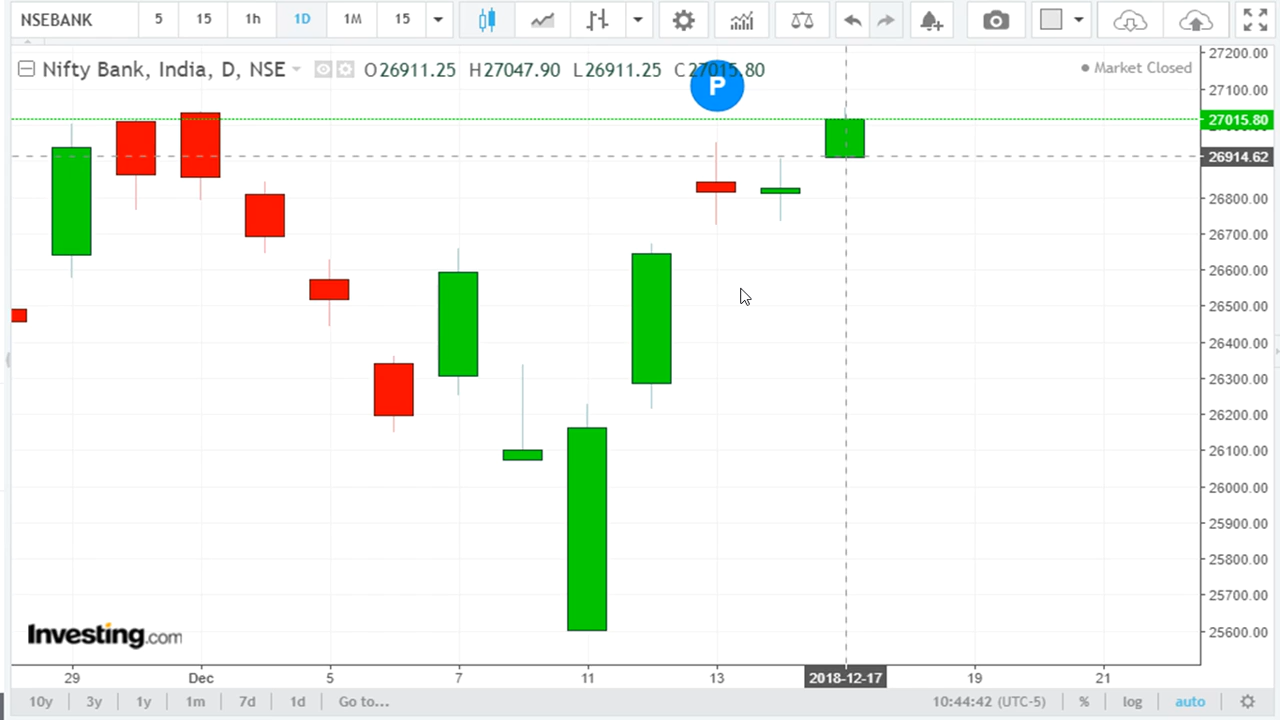 NSEBANK 5 15 1h 1D 1M 15
Nifty Bank, India, D, NSE O26911.25 H27047.90 L26911.25 C27015.80
P
Market Closed
27200.00
27100.00
27015.80
26914.62
26800.00
26700.00
26600.00
26500.00
26400.00
26300.00
26200.00
26100.00
26000.00
25900.00
25800.00
25700.00
25600.00
Investing.com
29 Dec 5 7 11 13 2018-12-17 19 21
10y 3y 1y 1m 7d 1d Go to... 10:44:42 (UTC-5) % log auto